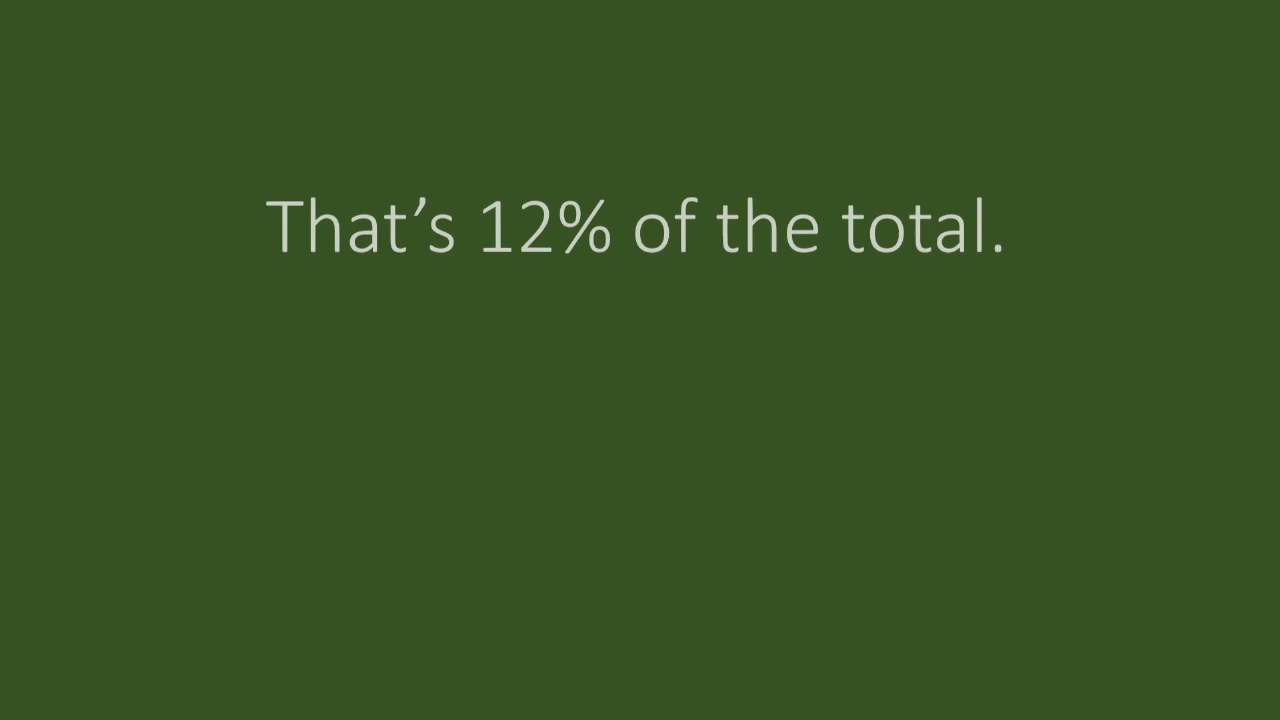 That’s 12% of the total.